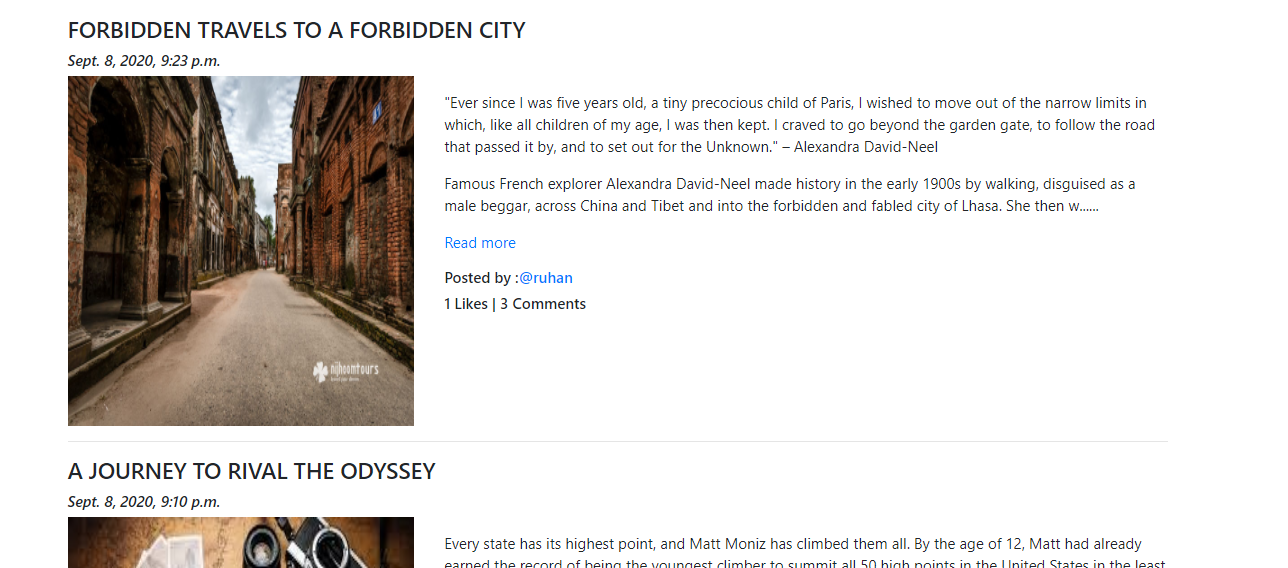 FORBIDDEN TRAVELS TO A FORBIDDEN CITY
Sept. 8, 2020, 9:23 p.m.
"Ever since I was five years old, a tiny precocious child of Paris, I wished to move out of the narrow limits in
which, like all children of my age, I was then kept. I craved to go beyond the garden gate, to follow the road
that passed it by, and to set out for the Unknown." – Alexandra David-Neel
Famous French explorer Alexandra David-Neel made history in the early 1900s by walking, disguised as a
male beggar, across China and Tibet and into the forbidden and fabled city of Lhasa. She then w......
Read more
Posted by :@ruhan
1 Likes | 3 Comments
nijhoomtours
A JOURNEY TO RIVAL THE ODYSSEY
Sept. 8, 2020, 9:10 p.m.
Every state has its highest point, and Matt Moniz has climbed them all. By the age of 12, Matt had already
earned the record of being the youngest climber to summit all 50 high points in the United States in the least